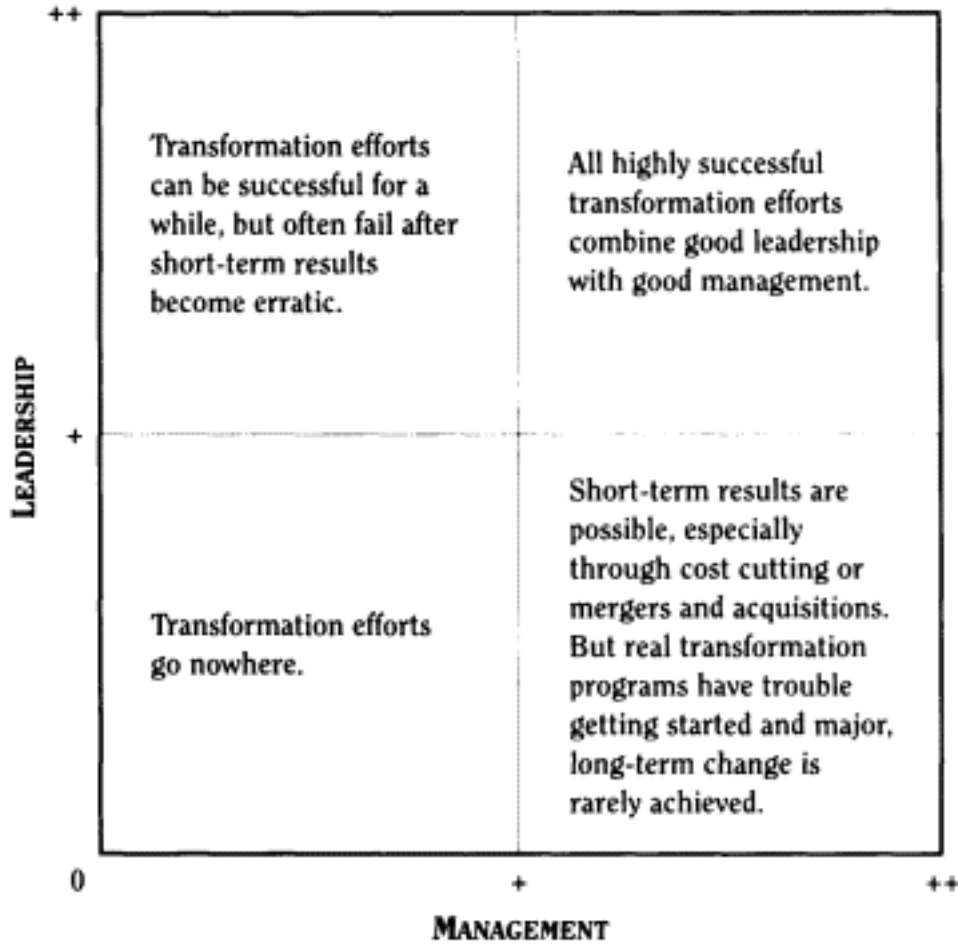 ++
Transformation efforts
can be successful for a
while, but often fail after
short-term results
become erratic.
All highly successful
transformation efforts
combine good leadership
with good management.
LEADERSHIP
+
Transformation efforts
go nowhere.
Short-term results are
possible, especially
through cost cutting or
mergers and acquisitions.
But real transformation
programs have trouble
getting started and major,
long-term change is
rarely achieved.
0
+
++
MANAGEMENT